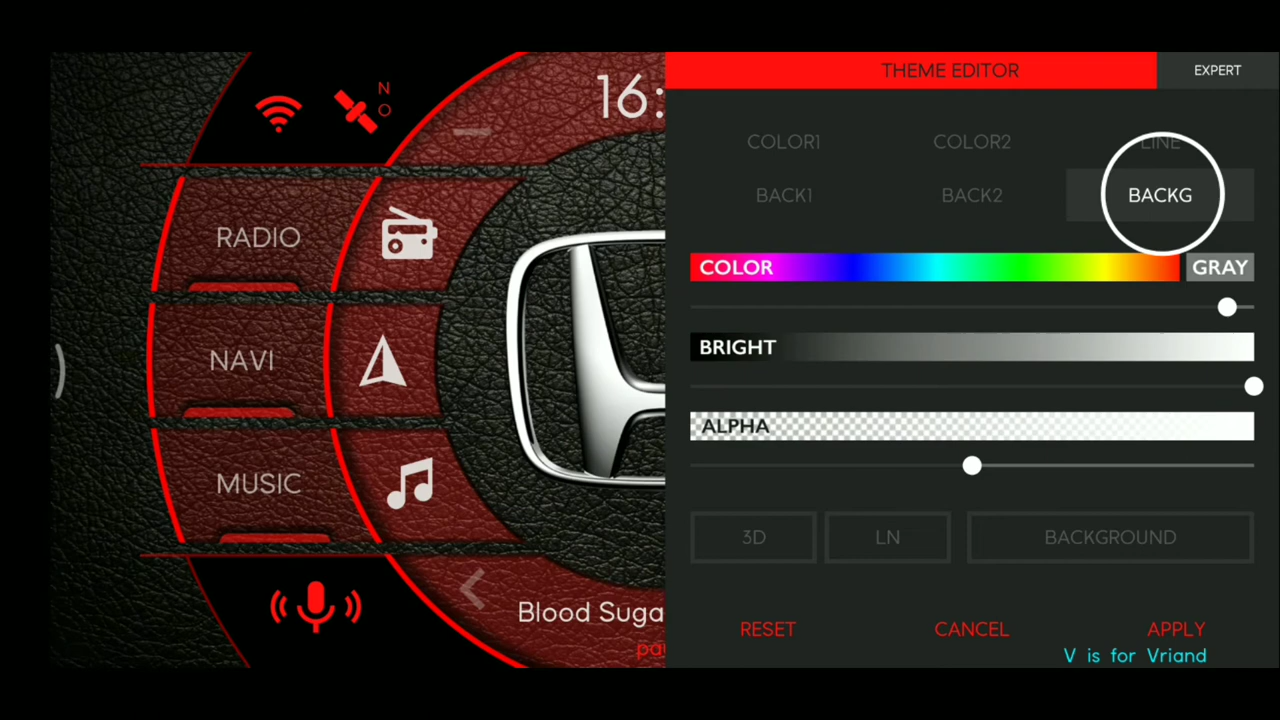 N
O
16:
RADIO
NAVI
MUSIC
Blood Suga
pau
THEME EDITOR
EXPERT
COLOR1
COLOR2
LINE
BACK1
BACK2
BACKG
COLOR
GRAY
BRIGHT
ALPHA
3D
LN
BACKGROUND
RESET
CANCEL
APPLY
V is for Vriand